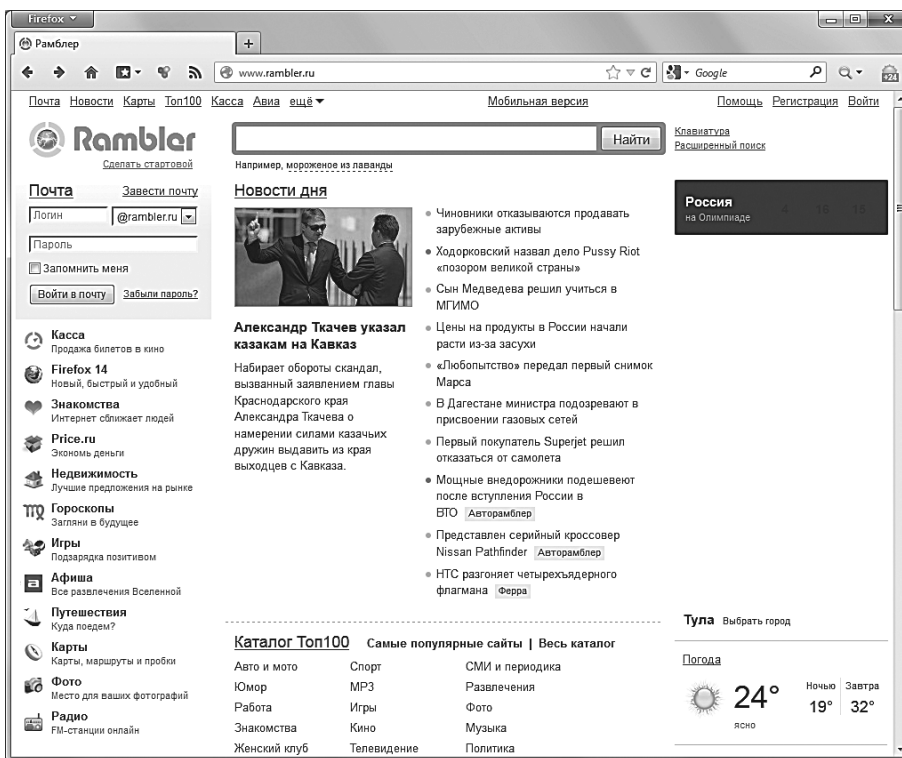 Firefox
Рамблер
www.rambler.ru
Google
+24
Почта Новости Карты Топ100 Касса Авиа ещё
Мобильная версия
Помощь Регистрация Войти
Rambler
Сделать стартовой
Найти
Клавиатура
Расширенный поиск
Например, мороженое из лаванды
Почта Завести почту
Логин @rambler.ru
Пароль
Запомнить меня
Войти в почту Забыли пароль?
Касса
Продажа билетов в кино
Firefox 14
Новый, быстрый и удобный
Знакомства
Интернет сближает людей
Price.ru
Экономь деньги
Недвижимость
Лучшие предложения на рынке
Гороскопы
Загляни в будущее
Игры
Подзарядка позитивом
Афиша
Все развлечения Вселенной
Путешествия
Куда поедем?
Карты
Карты, маршруты и пробки
Фото
Место для ваших фотографий
Радио
FM-станции онлайн
Новости дня
Александр Ткачев указал
казакам на Кавказ
Набирает обороты скандал,
вызванный заявлением главы
Краснодарского края
Александра Ткачева о
намерении силами казачьих
дружин выдавить из края
выходцев с Кавказа.
Чиновники отказываются продавать
зарубежные активы
Ходорковский назвал дело Pussy Riot
«позором великой страны»
Сын Медведева решил учиться в
МГИМО
Цены на продукты в России начали
расти из-за засухи
«Любопытство» передал первый снимок
Марса
В Дагестане министра подозревают в
присвоении газовых сетей
Первый покупатель Superjet решил
отказаться от самолета
Мощные внедорожники подешевеют
после вступления России в
ВТО Авторамблер
Представлен серийный кроссовер
Nissan Pathfinder Авторамблер
HTC разгоняет четырехъядерного
флагмана Ферра
Россия
на Олимпиаде 4 16 15
Каталог Топ100 Самые популярные сайты | Весь каталог
Авто и мото Спорт СМИ и периодика
Юмор MP3 Развлечения
Работа Игры Фото
Знакомства Кино Музыка
Женский клуб Телевидение Политика
Тула Выбрать город
Погода
24° Ночью Завтра
19° 32°
ясно